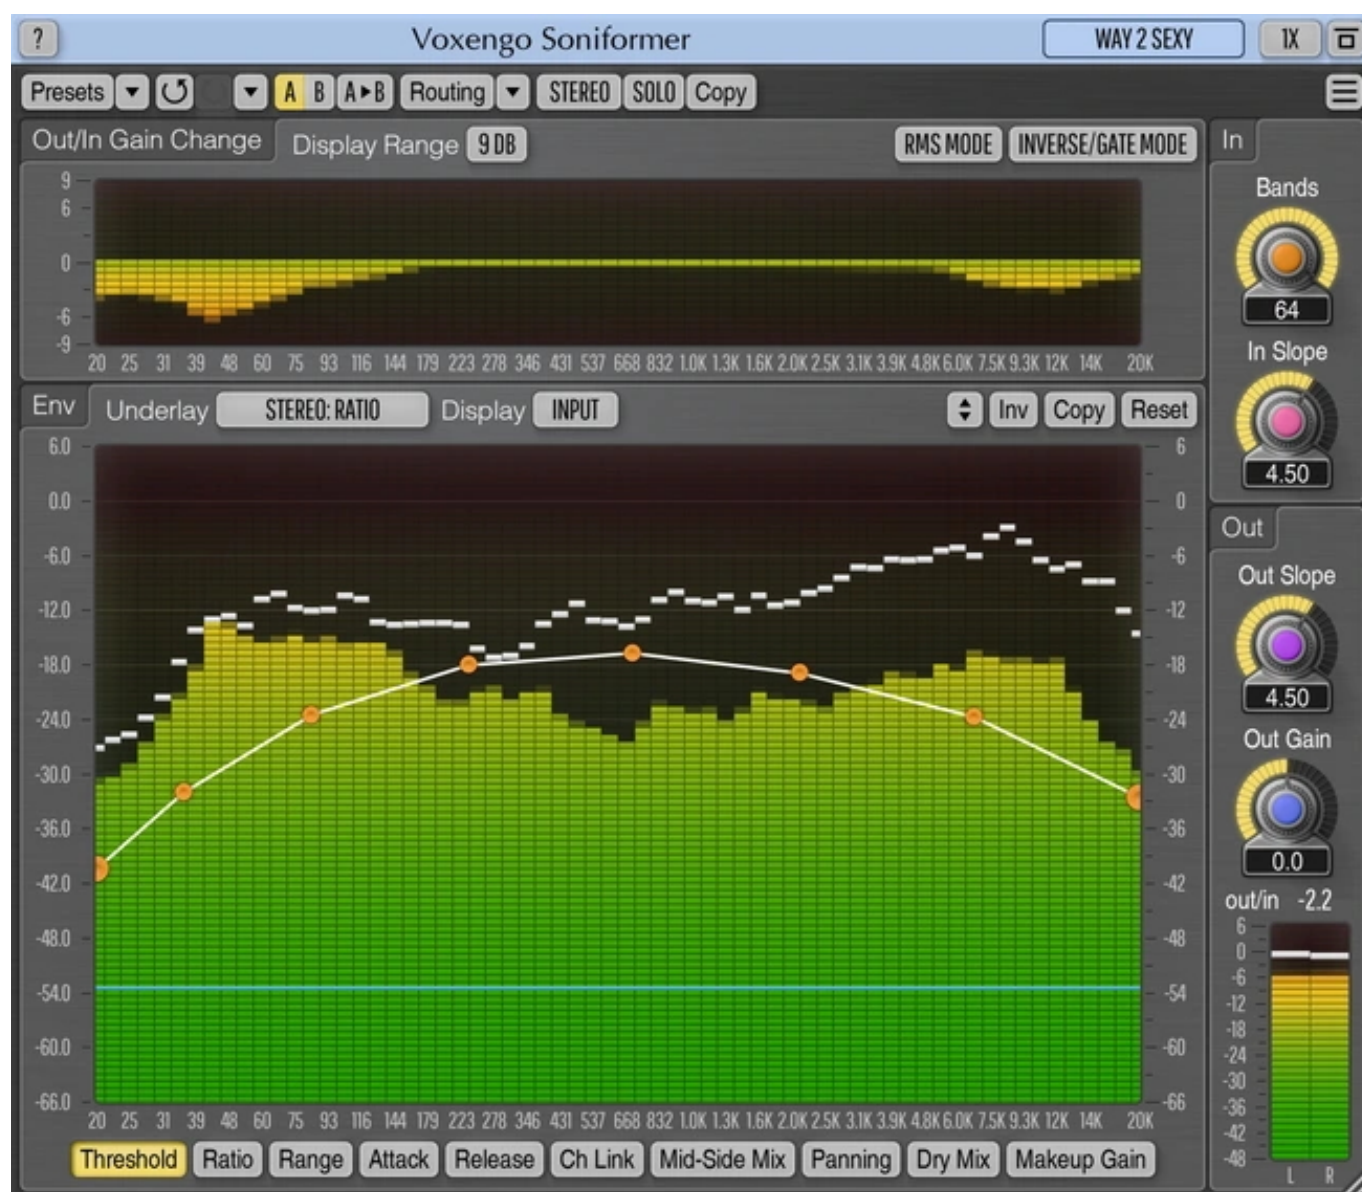 ? Voxengo Soniformer WAY 2 SEXY 1X
Presets A B A▸B Routing STEREO SOLO Copy
Out/In Gain Change Display Range 9 DB RMS MODE INVERSE/GATE MODE In
Bands
64
In Slope
4.50
9
6
0
-6
-9
20 25 31 39 48 60 75 93 116 144 179 223 278 346 431 537 668 832 1.0K 1.3K 1.6K 2.0K 2.5K 3.1K 3.9K 4.8K 6.0K 7.5K 9.3K 12K 14K 20K
Env Underlay STEREO: RATIO Display INPUT Inv Copy Reset
6.0 6
0.0 0
-6.0 -6
-12.0 -12
-18.0 -18
-24.0 -24
-30.0 -30
-36.0 -36
-42.0 -42
-48.0 -48
-54.0 -54
-60.0 -60
-66.0 -66
20 25 31 39 48 60 75 93 116 144 179 223 278 346 431 537 668 832 1.0K 1.3K 1.6K 2.0K 2.5K 3.1K 3.9K 4.8K 6.0K 7.5K 9.3K 12K 14K 20K
Threshold Ratio Range Attack Release Ch Link Mid-Side Mix Panning Dry Mix Makeup Gain
Out
Out Slope
4.50
Out Gain
0.0
out/in -2.2
6
0
-6
-12
-18
-24
-30
-36
-42
-48
L R